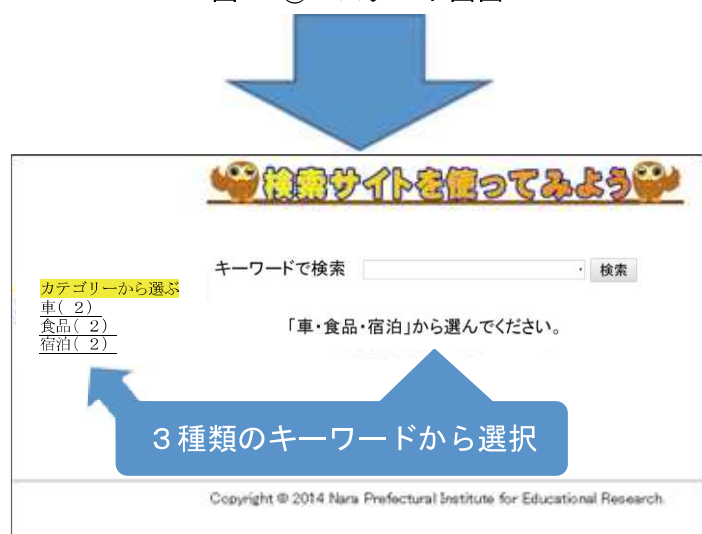 検索サイトを使ってみよう
キーワードで検索
検索
カテゴリーから選ぶ
車( 2)
食品( 2)
宿泊( 2)
「車・食品・宿泊」から選んでください。
3種類のキーワードから選択
Copyright © 2014 Nara Prefectural Institute for Educational Research